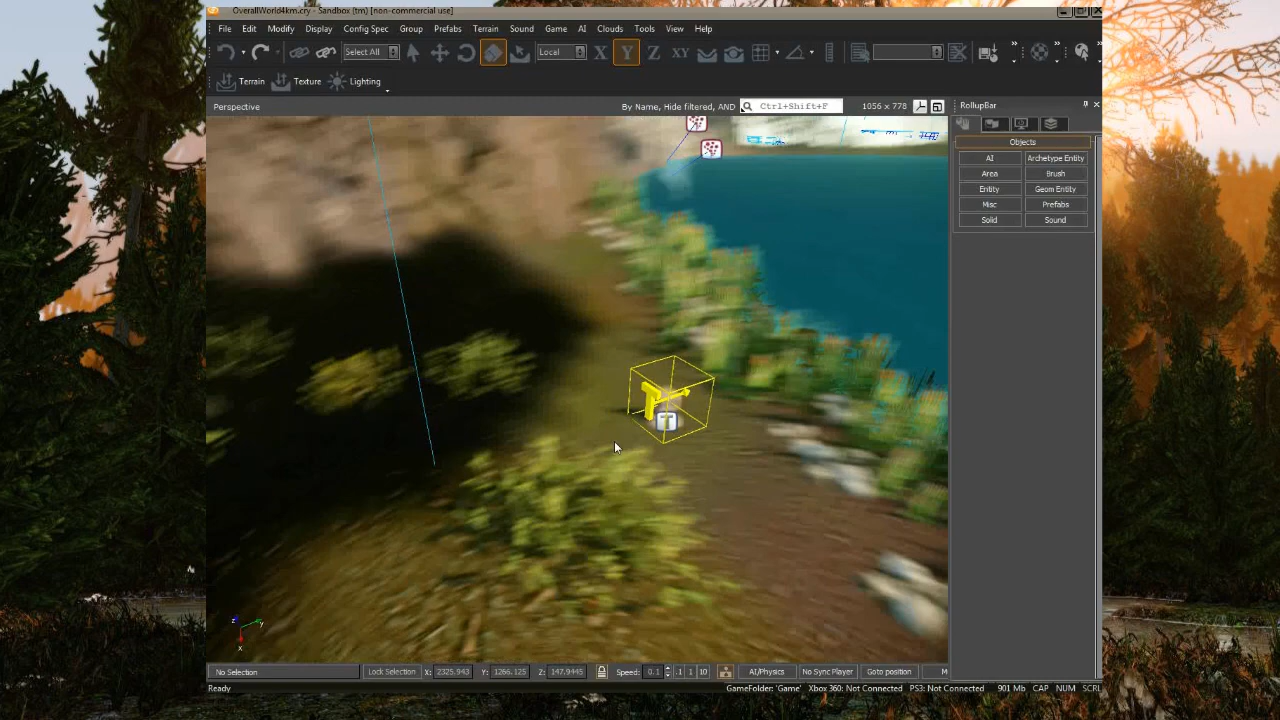 OverallWorld4km.cry - Sandbox (tm) [non-commercial use]
File Edit Modify Display Config Spec Group Prefabs Terrain Sound Game AI Clouds Tools View Help
Select All Local X Y Z XY
Terrain Texture Lighting
Perspective By Name, Hide filtered, AND Ctrl+Shift+F 1056 x 778 RollupBar
Objects
AI Archetype Entity
Area Brush
Entity Geom Entity
Misc Prefabs
Solid Sound
T
z y x
No Selection Lock Selection X: 2325.943 Y: 1266.125 Z: 147.9445 Speed: 0.1 .1 1 10 AI/Physics No Sync Player Goto position M
Ready GameFolder: 'Game' Xbox 360: Not Connected PS3: Not Connected 901 Mb CAP NUM SCRL